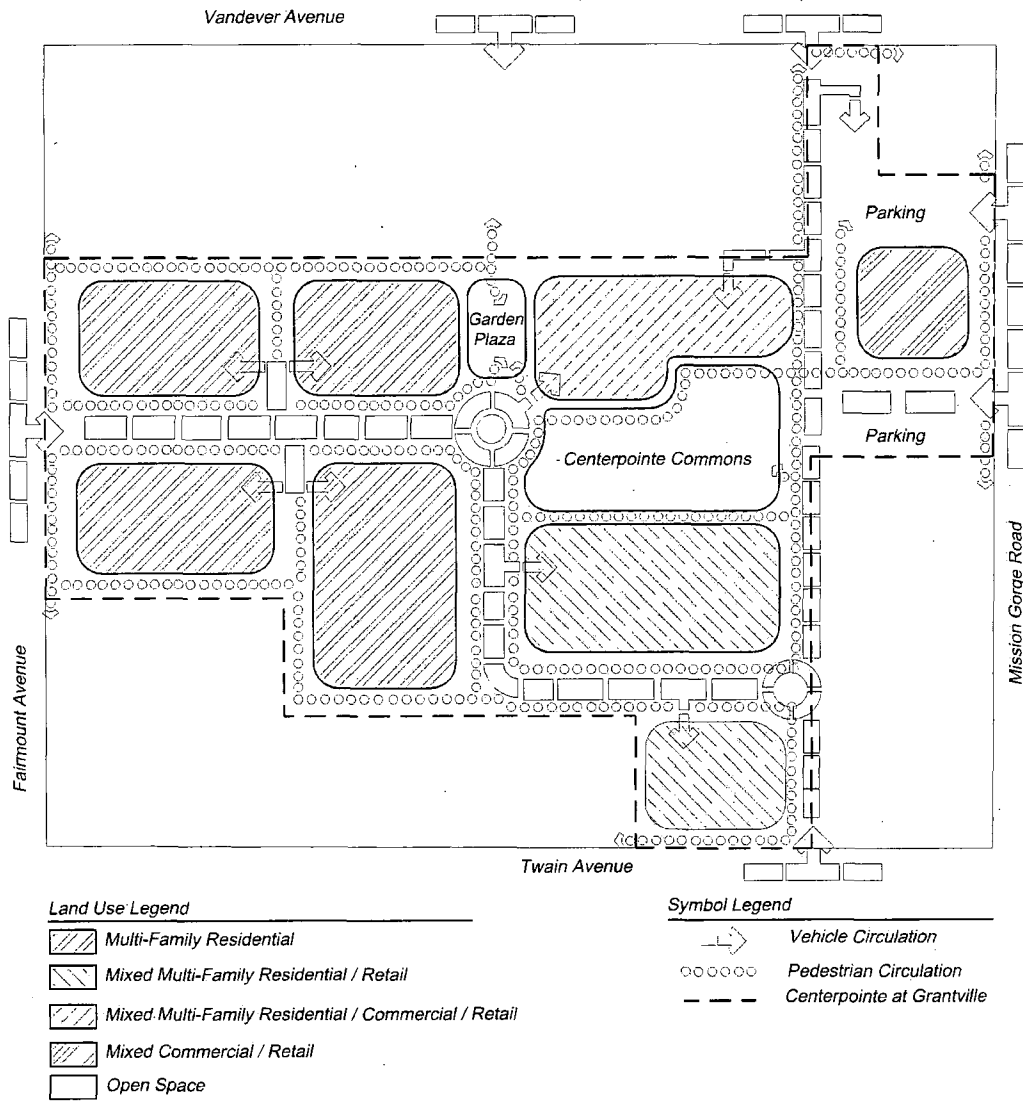 Vandever Avenue
Parking
Garden
Plaza
Centerpointe Commons
Parking
Fairmount Avenue
Mission Gorge Road
Twain Avenue
Land Use Legend
Multi-Family Residential
Mixed Multi-Family Residential / Retail
Mixed Multi-Family Residential / Commercial / Retail
Mixed Commercial / Retail
Open Space
Symbol Legend
Vehicle Circulation
Pedestrian Circulation
Centerpointe at Grantville